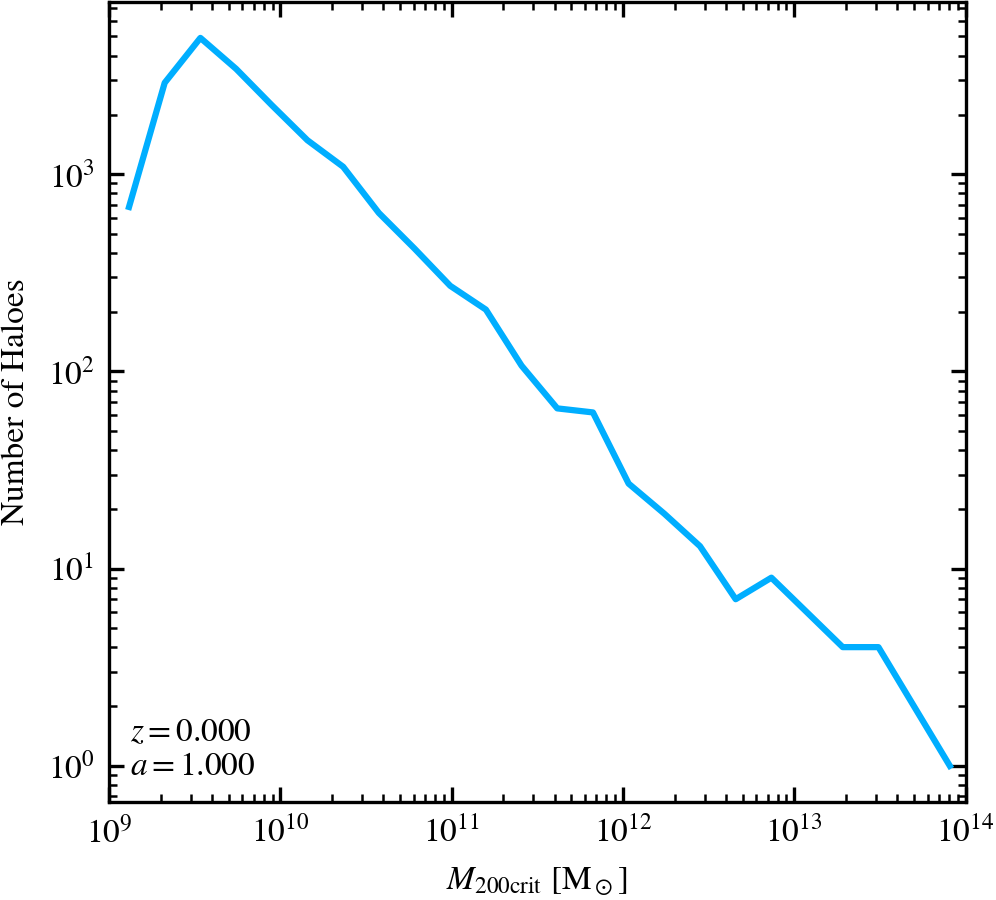 Number of Haloes
10³
10²
10¹
10⁰
z = 0.000
a = 1.000
10⁹ 10¹⁰ 10¹¹ 10¹² 10¹³ 10¹⁴
M₂₀₀crit [M⊙]